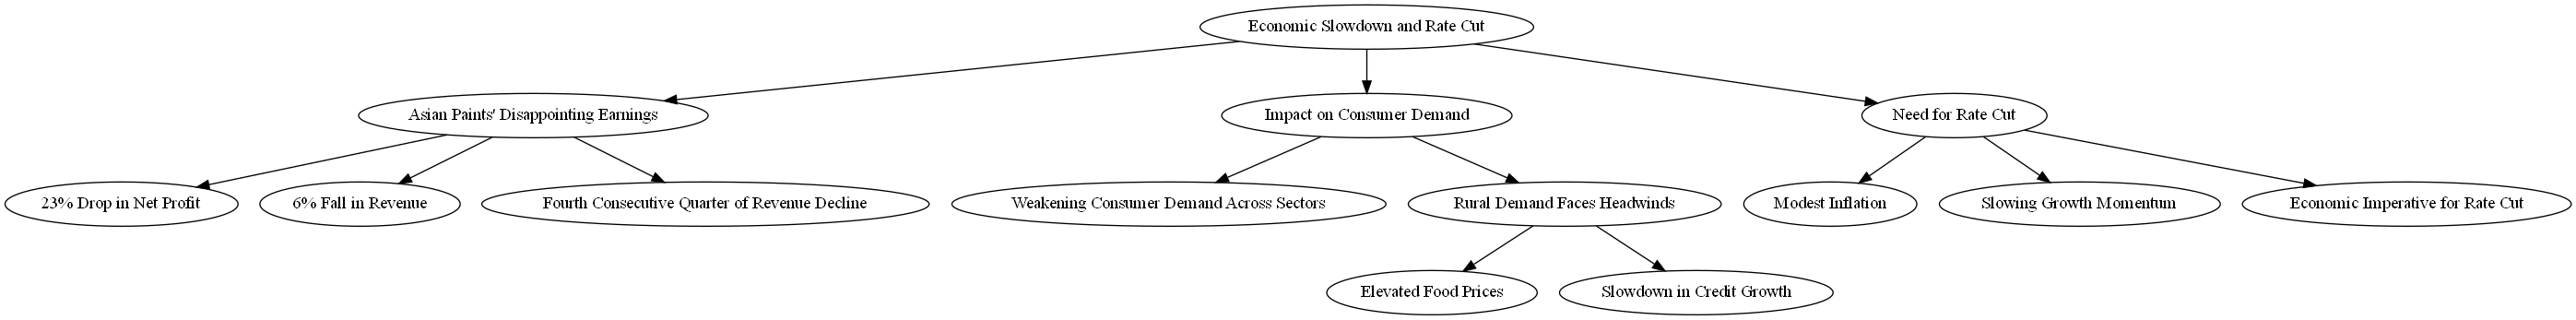 Economic Slowdown and Rate Cut
Asian Paints' Disappointing Earnings
Impact on Consumer Demand
Need for Rate Cut
23% Drop in Net Profit
6% Fall in Revenue
Fourth Consecutive Quarter of Revenue Decline
Weakening Consumer Demand Across Sectors
Rural Demand Faces Headwinds
Modest Inflation
Slowing Growth Momentum
Economic Imperative for Rate Cut
Elevated Food Prices
Slowdown in Credit Growth